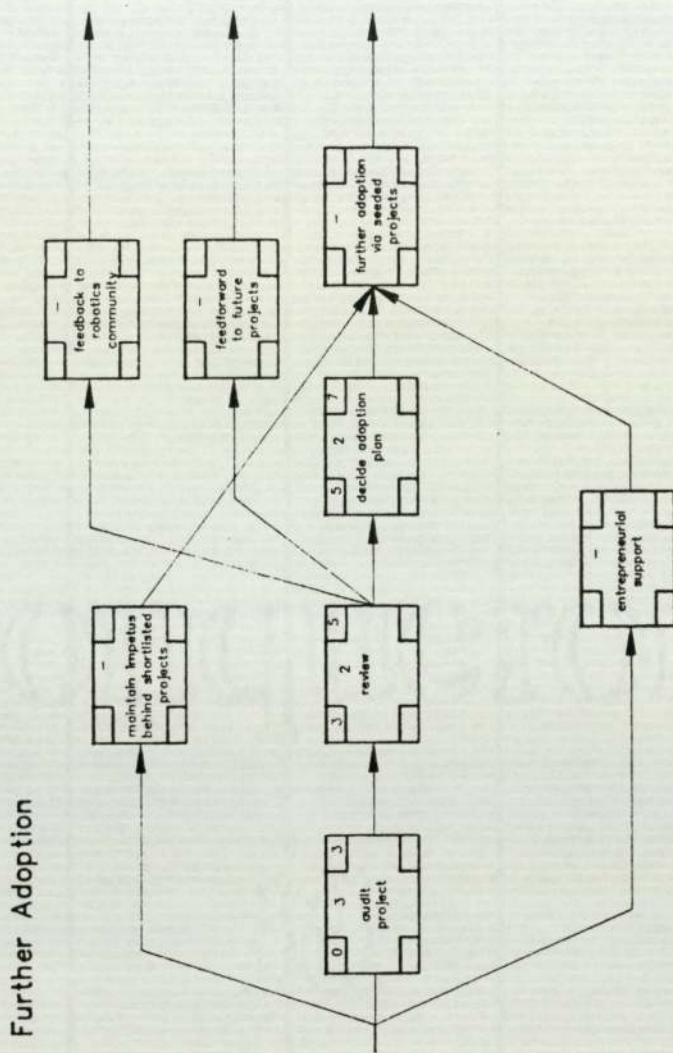 Further Adoption
-
feedback to
robotics
community
-
feedforward
to future
projects
-
maintain impetus
behind shortlisted
projects
0 3 3
audit
project
3 2 5
review
5 2 7
decide adoption
plan
-
further adoption
via seeded
projects
-
entrepreneurial
support